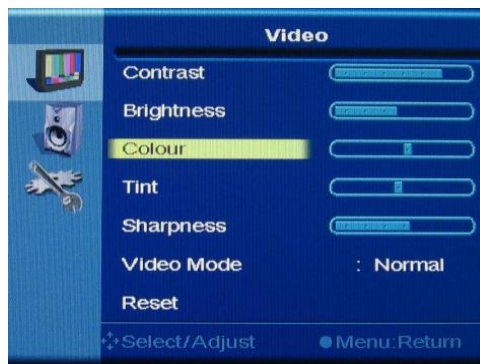 Video
Contrast
Brightness
Colour
Tint
Sharpness
Video Mode : Normal
Reset
Select/Adjust Menu:Return